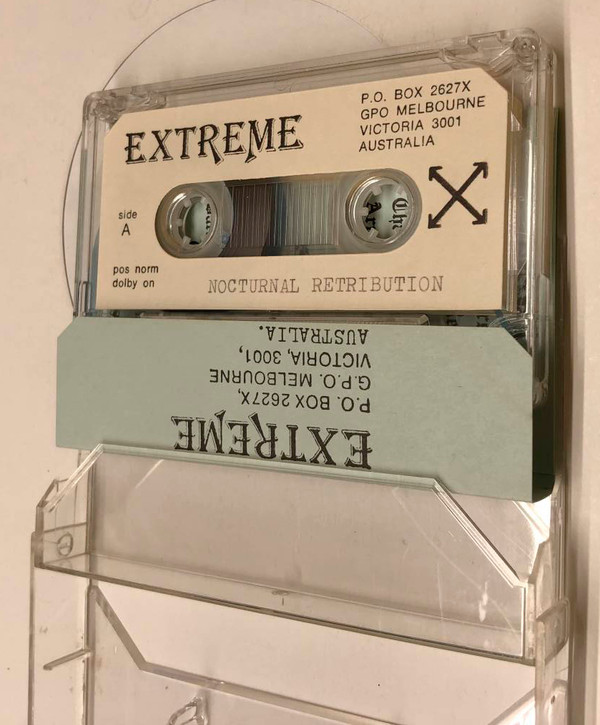 EXTREME
P.O. BOX 2627X
GPO MELBOURNE
VICTORIA 3001
AUSTRALIA
side
A
pos norm
dolby on
NOCTURNAL RETRIBUTION
EXTREME
P.O. BOX 2627X,
G.P.O. MELBOURNE
VICTORIA, 3001,
AUSTRALIA.